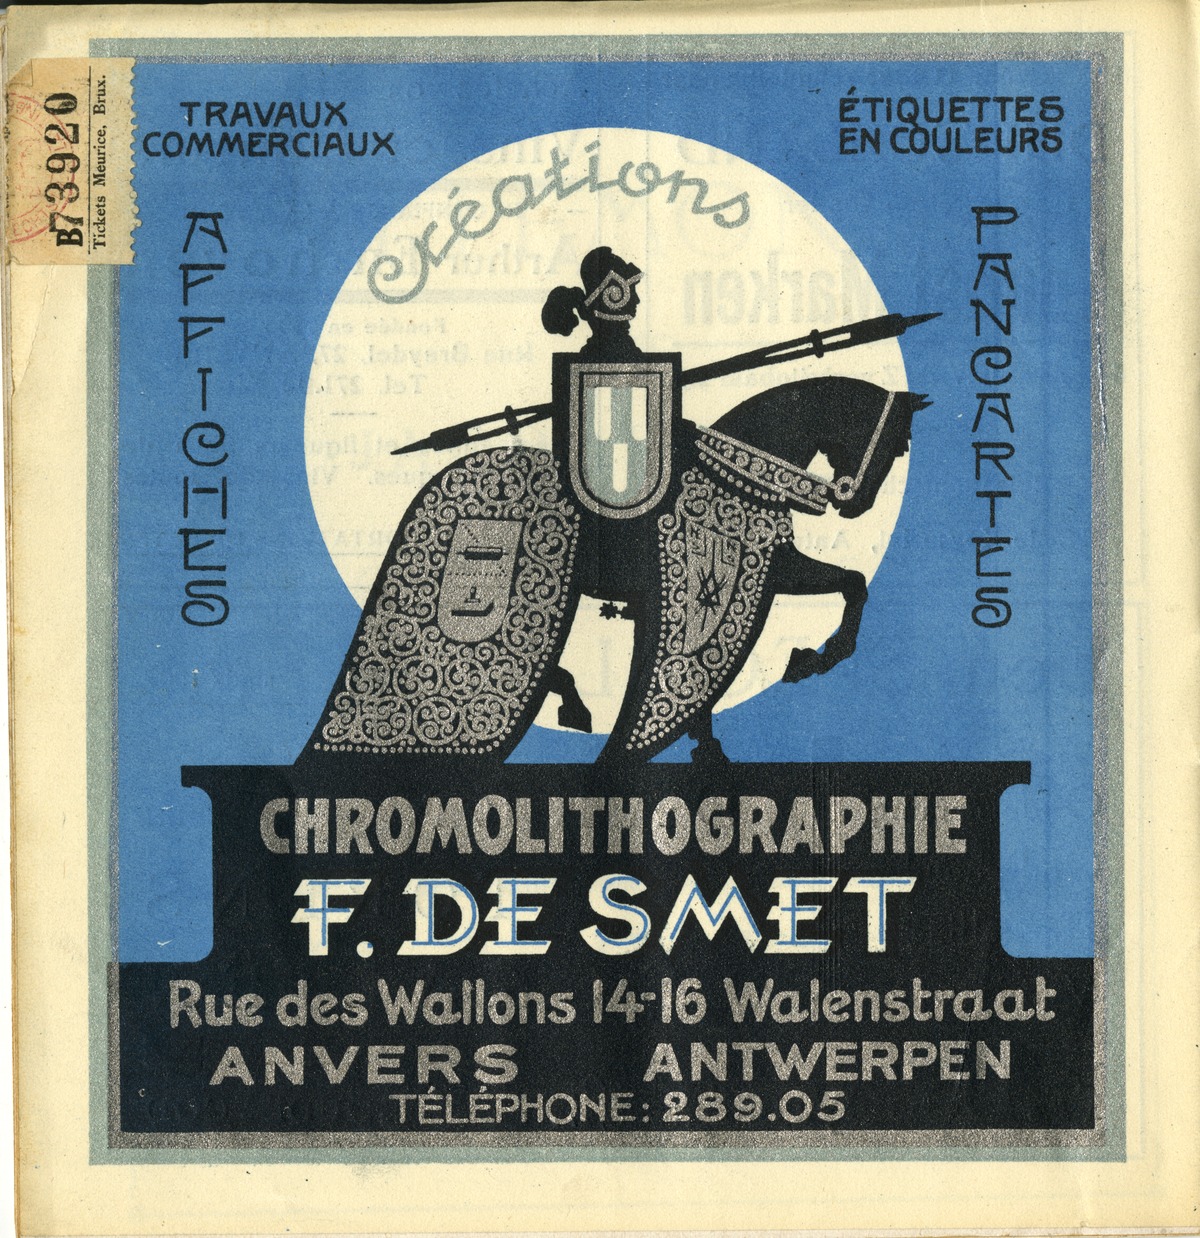 B73920
Tickets Meurice, Brux.
TRAVAUX
COMMERCIAUX
ÉTIQUETTES
EN COULEURS
Créations
AFFICHES
PANCARTES
CHROMOLITHOGRAPHIE
F. DE SMET
Rue des Wallons 14-16 Walenstraat
ANVERS ANTWERPEN
TÉLÉPHONE: 289.05